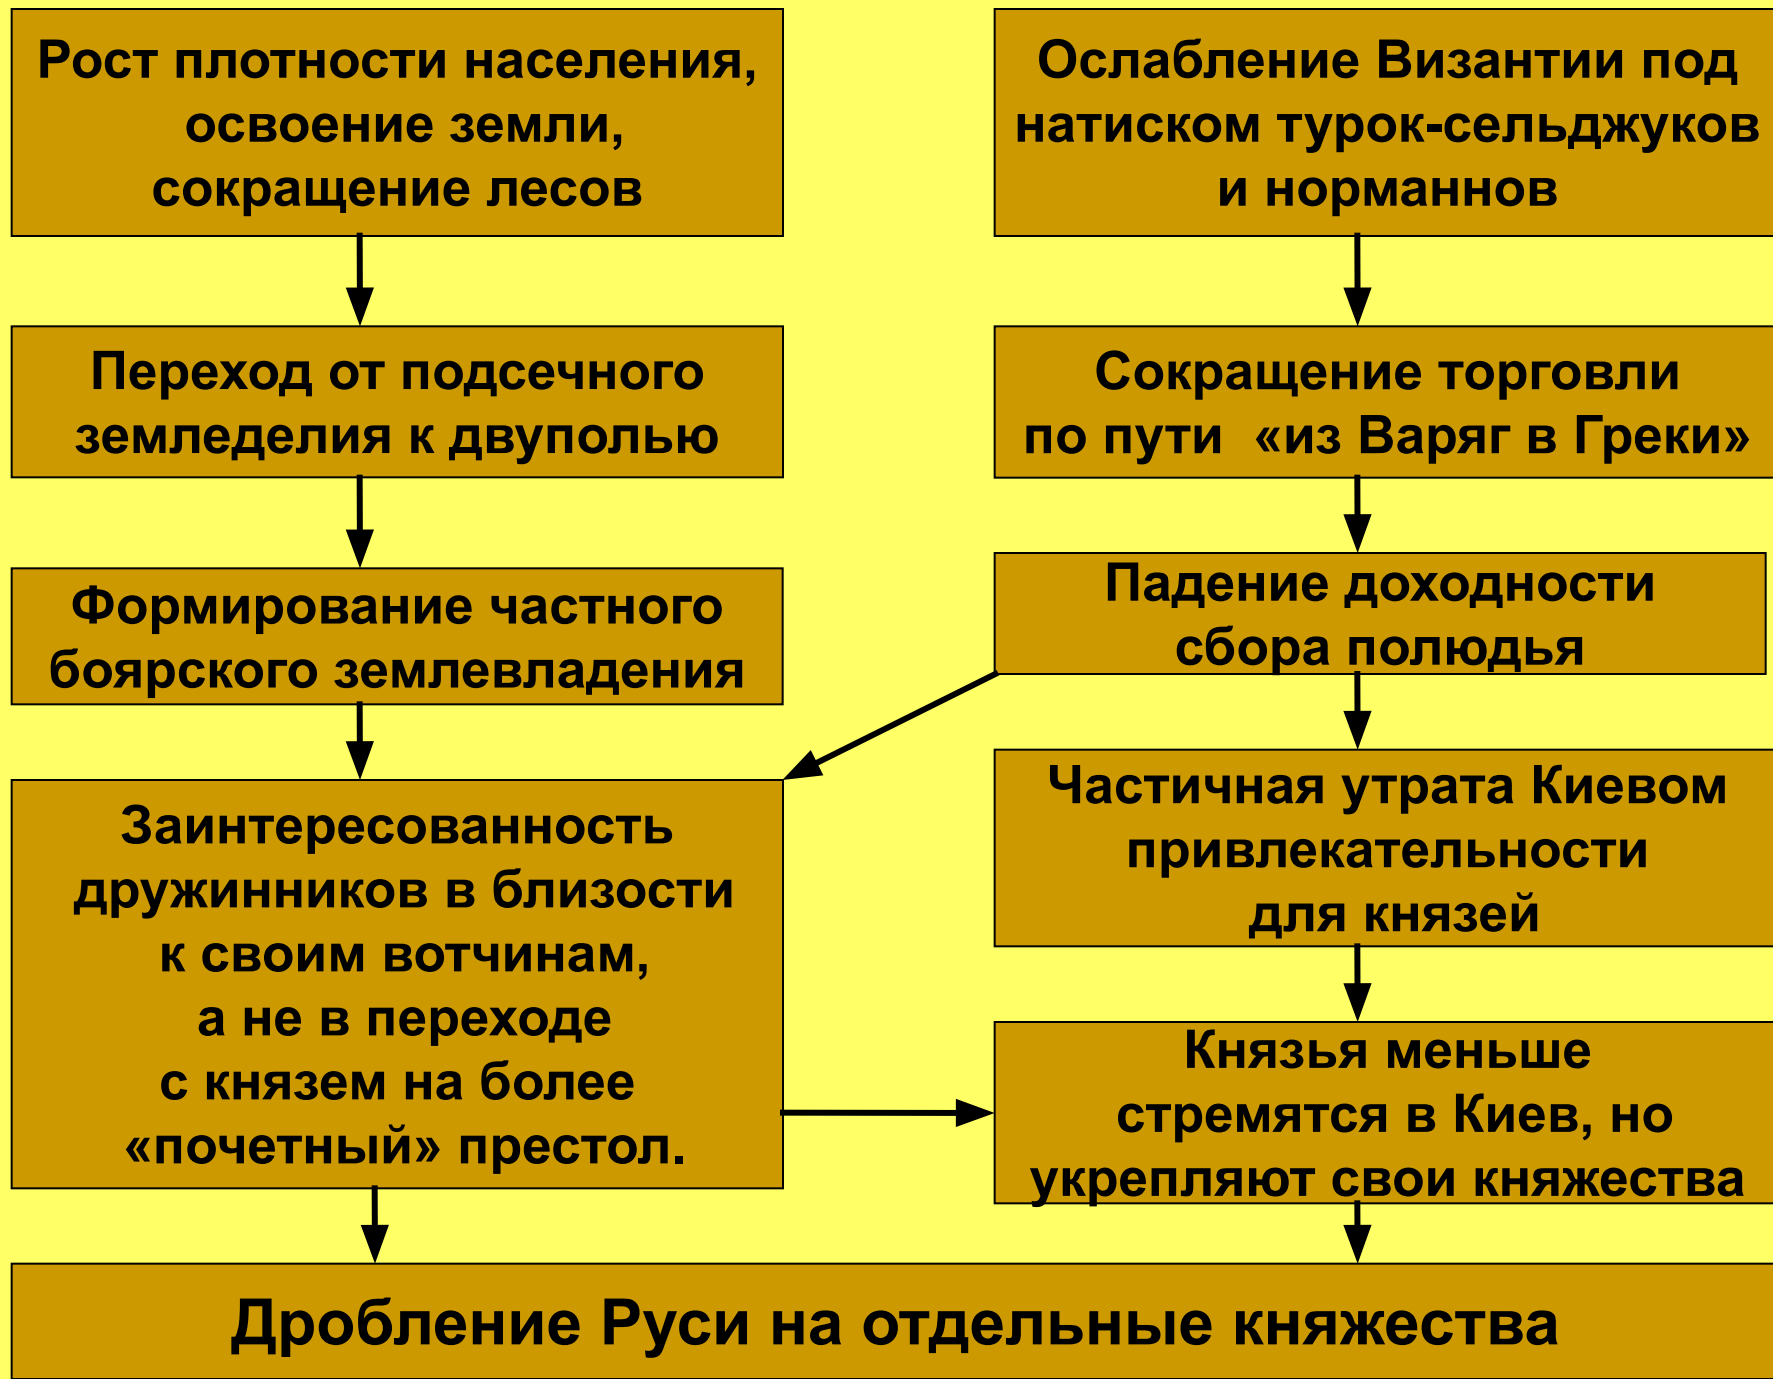 Рост плотности населения,
освоение земли,
сокращение лесов
Ослабление Византии под
натиском турок-сельджуков
и норманнов
Переход от подсечного
земледелия к двуполью
Сокращение торговли
по пути «из Варяг в Греки»
Формирование частного
боярского землевладения
Падение доходности
сбора полюдья
Заинтересованность
дружинников в близости
к своим вотчинам,
а не в переходе
с князем на более
«почетный» престол.
Частичная утрата Киевом
привлекательности
для князей
Князья меньше
стремятся в Киев, но
укрепляют свои княжества
Дробление Руси на отдельные княжества